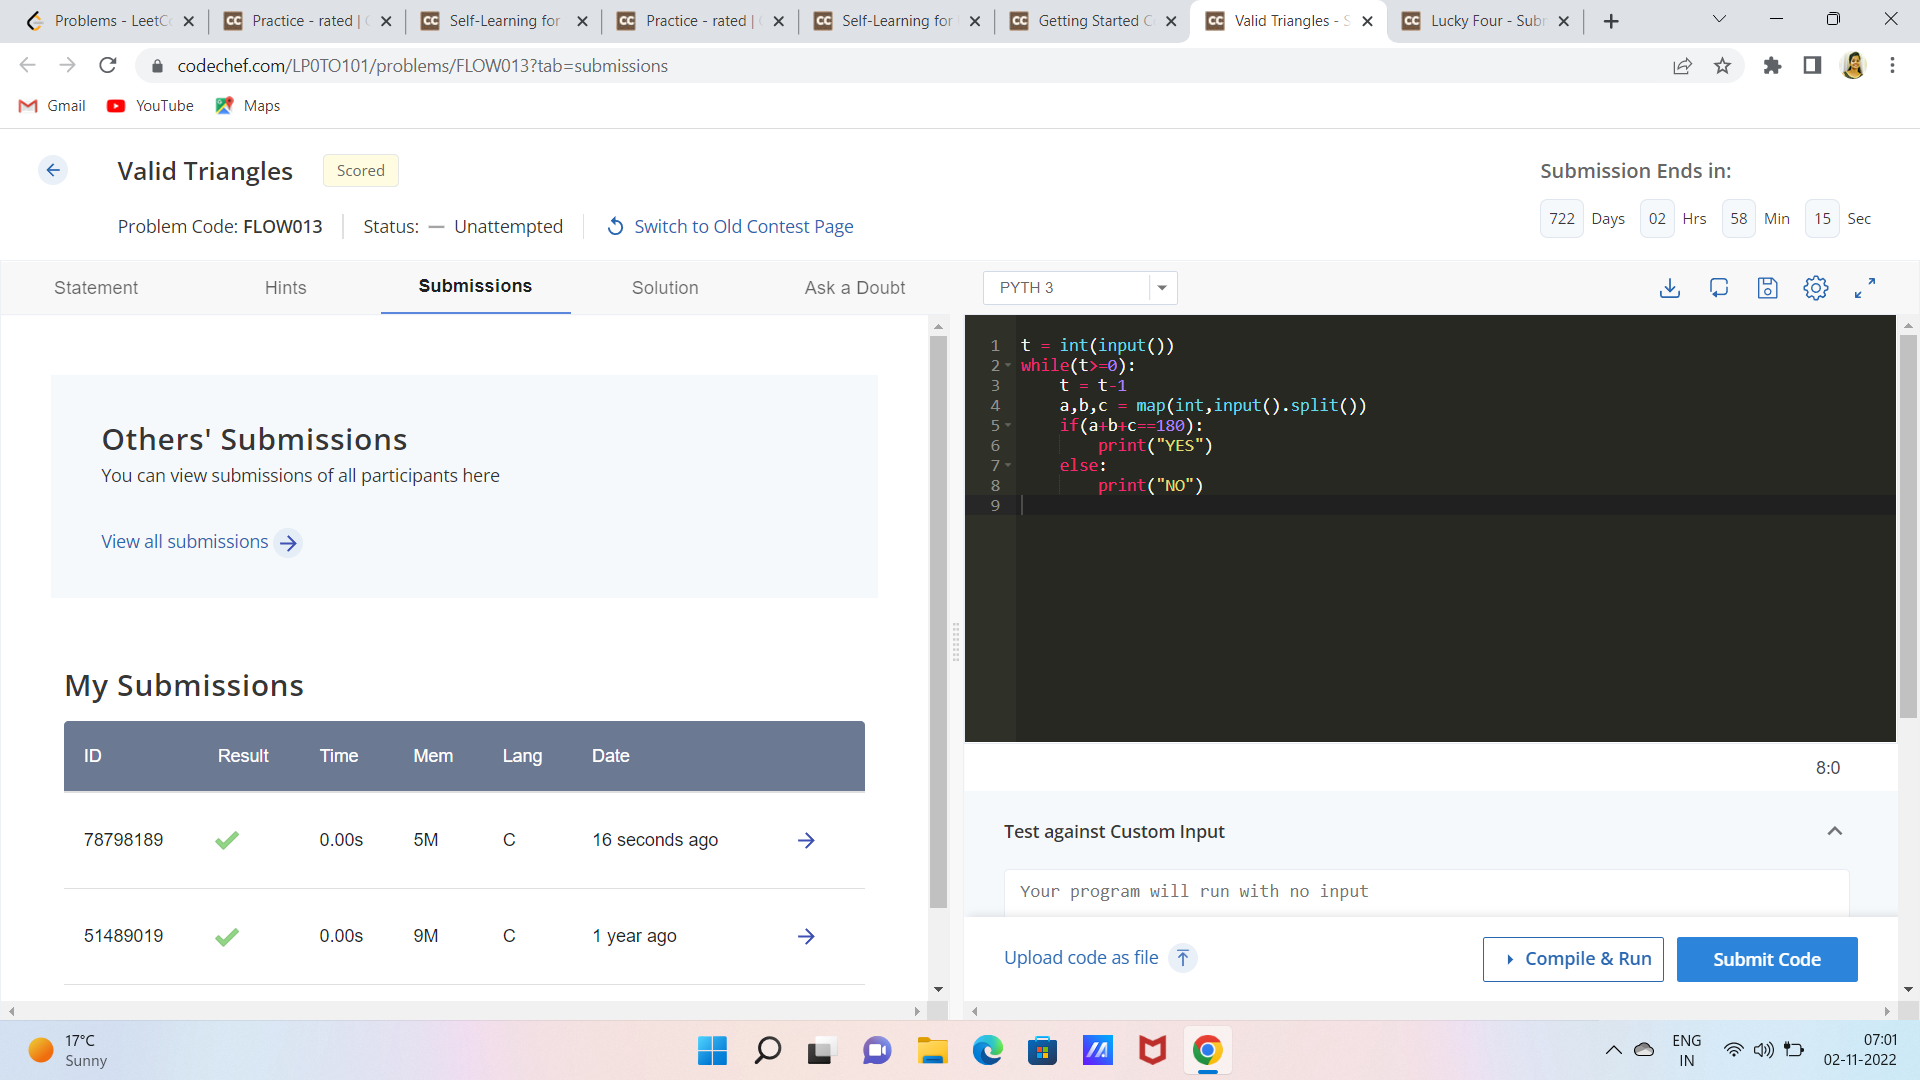 Problems - LeetCo
Practice - rated |
Self-Learning for
Practice - rated |
Self-Learning for
Getting Started C
Valid Triangles - S
Lucky Four - Subr
codechef.com/LP0TO101/problems/FLOW013?tab=submissions
Gmail
YouTube
Maps
Valid Triangles
Scored
Problem Code: FLOW013
Status: — Unattempted
Switch to Old Contest Page
Submission Ends in:
722 Days 02 Hrs 58 Min 15 Sec
Statement
Hints
Submissions
Solution
Ask a Doubt
PYTH 3
Others' Submissions
You can view submissions of all participants here
View all submissions
My Submissions
ID Result Time Mem Lang Date
78798189 0.00s 5M C 16 seconds ago
51489019 0.00s 9M C 1 year ago
1 t = int(input())
2 while(t>=0):
3 t = t-1
4 a,b,c = map(int,input().split())
5 if(a+b+c==180):
6 print("YES")
7 else:
8 print("NO")
9
8:0
Test against Custom Input
Your program will run with no input
Upload code as file
Compile & Run
Submit Code
17°C
Sunny
ENG
IN
07:01
02-11-2022